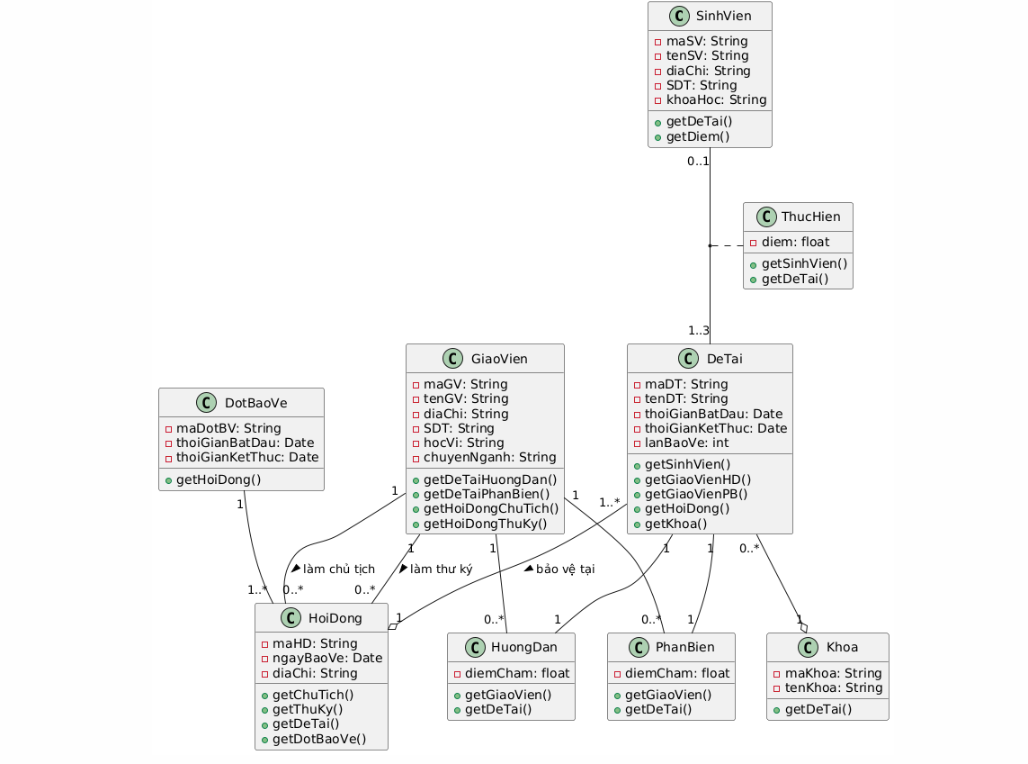 SinhVien
maSV: String
tenSV: String
diaChi: String
SDT: String
khoaHoc: String
getDeTai()
getDiem()
0..1
ThucHien
diem: float
getSinhVien()
getDeTai()
1..3
GiaoVien
maGV: String
tenGV: String
diaChi: String
SDT: String
hocVi: String
chuyenNganh: String
getDeTaiHuongDan()
getDeTaiPhanBien()
getHoiDongChuTich()
getHoiDongThuKy()
DeTai
maDT: String
tenDT: String
thoiGianBatDau: Date
thoiGianKetThuc: Date
lanBaoVe: int
getSinhVien()
getGiaoVienHD()
getGiaoVienPB()
getHoiDong()
getKhoa()
DotBaoVe
maDotBV: String
thoiGianBatDau: Date
thoiGianKetThuc: Date
getHoiDong()
1
1
1
1..*
1
1
1
1
0..*
làm chủ tịch
làm thư ký
bảo vệ tại
1..*
0..*
0..*
1
0..*
1
0..*
1
1
HoiDong
maHD: String
ngayBaoVe: Date
diaChi: String
getChuTich()
getThuKy()
getDeTai()
getDotBaoVe()
HuongDan
diemCham: float
getGiaoVien()
getDeTai()
PhanBien
diemCham: float
getGiaoVien()
getDeTai()
Khoa
maKhoa: String
tenKhoa: String
getDeTai()